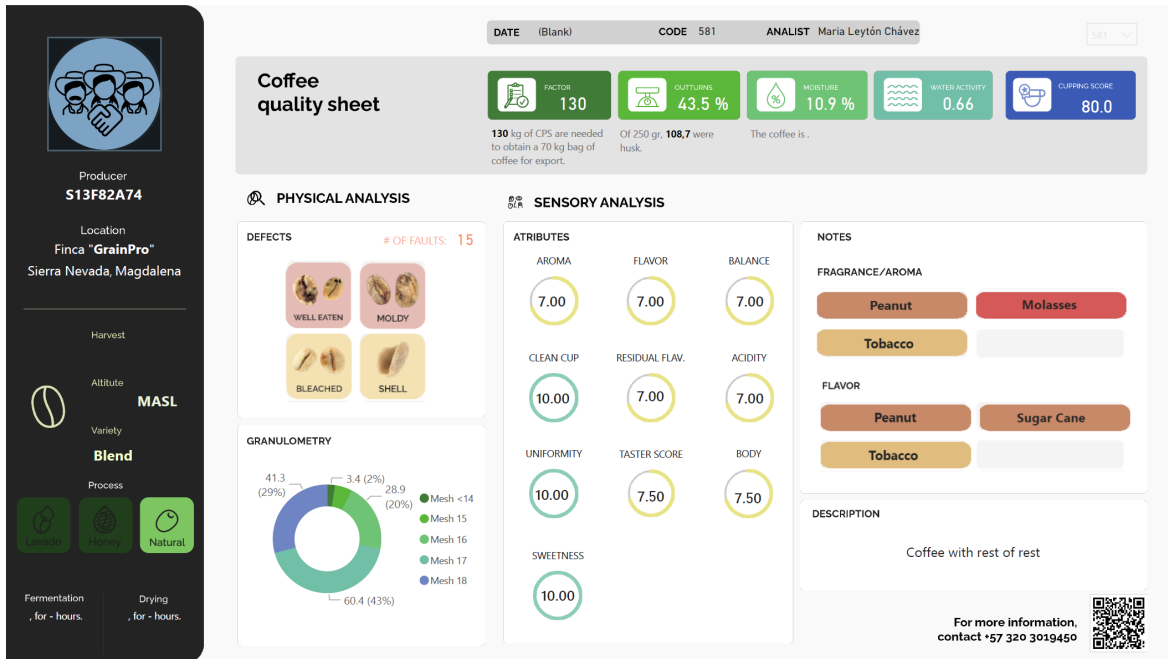 DATE (Blank) CODE 581 ANALIST Maria Leytón Chávez
581
Coffee
quality sheet
FACTOR
130
OUTTURNS
43.5 %
MOISTURE
10.9 %
WATER ACTIVITY
0.66
CUPPING SCORE
80.0
130 kg of CPS are needed
to obtain a 70 kg bag of
coffee for export.
Of 250 gr, 108,7 were
husk.
The coffee is .
Producer
S13F82A74
Location
Finca "GrainPro"
Sierra Nevada, Magdalena
Harvest
Altitute
MASL
Variety
Blend
Process
Lavado
Honey
Natural
Fermentation
, for - hours.
Drying
, for - hours.
PHYSICAL ANALYSIS
DEFECTS
# OF FAULTS: 15
WELL EATEN
MOLDY
BLEACHED
SHELL
GRANULOMETRY
41.3
(29%)
3.4 (2%)
28.9
(20%)
60.4 (43%)
Mesh <14
Mesh 15
Mesh 16
Mesh 17
Mesh 18
SENSORY ANALYSIS
ATRIBUTES
AROMA FLAVOR BALANCE
7.00 7.00 7.00
CLEAN CUP RESIDUAL FLAV. ACIDITY
10.00 7.00 7.00
UNIFORMITY TASTER SCORE BODY
10.00 7.50 7.50
SWEETNESS
10.00
NOTES
FRAGRANCE/AROMA
Peanut Molasses
Tobacco
FLAVOR
Peanut Sugar Cane
Tobacco
DESCRIPTION
Coffee with rest of rest
For more information,
contact +57 320 3019450